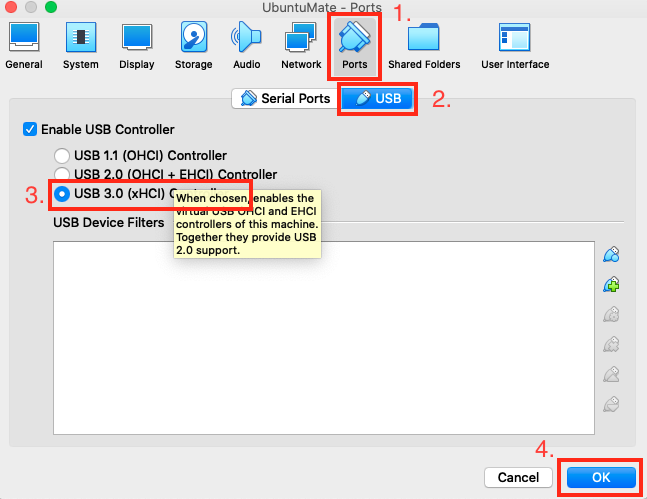 UbuntuMate - Ports
1.
General
System
Display
Storage
Audio
Network
Ports
Shared Folders
User Interface
Serial Ports
USB
2.
Enable USB Controller
USB 1.1 (OHCI) Controller
USB 2.0 (OHCI + EHCI) Controller
3.
USB 3.0 (xHCI) Controller
When chosen, enables the
virtual USB OHCI and EHCI
controllers of this machine.
Together they provide USB
2.0 support.
USB Device Filters
4.
Cancel
OK